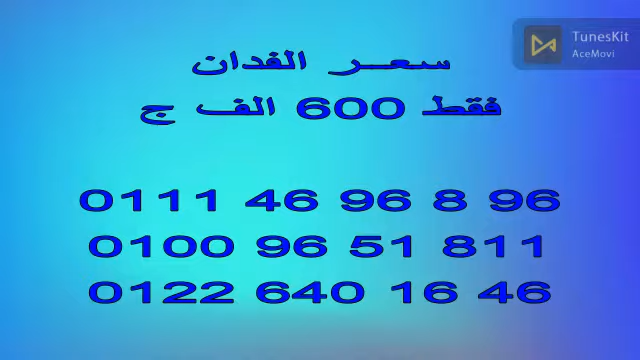 TunesKit
AceMovi
سعر الفدان
فقط 600 الف ج
0111 46 96 8 96
0100 96 51 811
0122 640 16 46